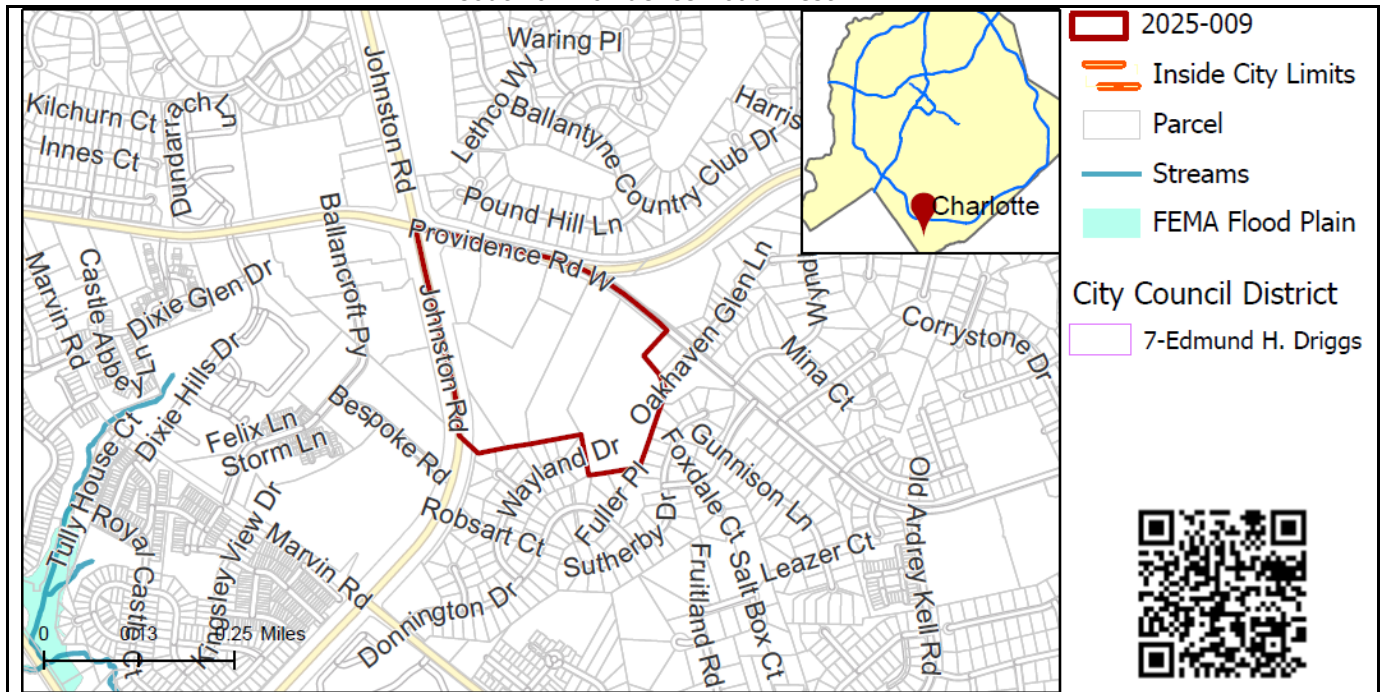 Waring Pl
Johnston Rd
Lethco Wy
Kilchurn Ct
Innes Ct
Ballantyne Country Club Dr
Pound Hill Ln
Ballancroft Py
Providence Rd W
Marvin Rd
Castle Abbey Ln
Dixie Glen Dr
Dixie Hills Dr
Johnston Rd
Oakhaven Glen Ln
Mina Ct
Corrystone Dr
Felix Ln
Storm Ln
Bespoke Rd
Wayland Dr
Gunnison Ln
Foxdale Ct
Fuller Pl
Robsart Ct
Sutherby Dr
Tully House Ct
Royal Castle Ct
Kingsley View Dr
Marvin Rd
Donnington Dr
Fruitland Rd
Salt Box Ct
Leazer Ct
Old Ardrey Kell Rd
0
0.13
0.25 Miles
Charlotte
2025-009
Inside City Limits
Parcel
Streams
FEMA Flood Plain
City Council District
7-Edmund H. Driggs